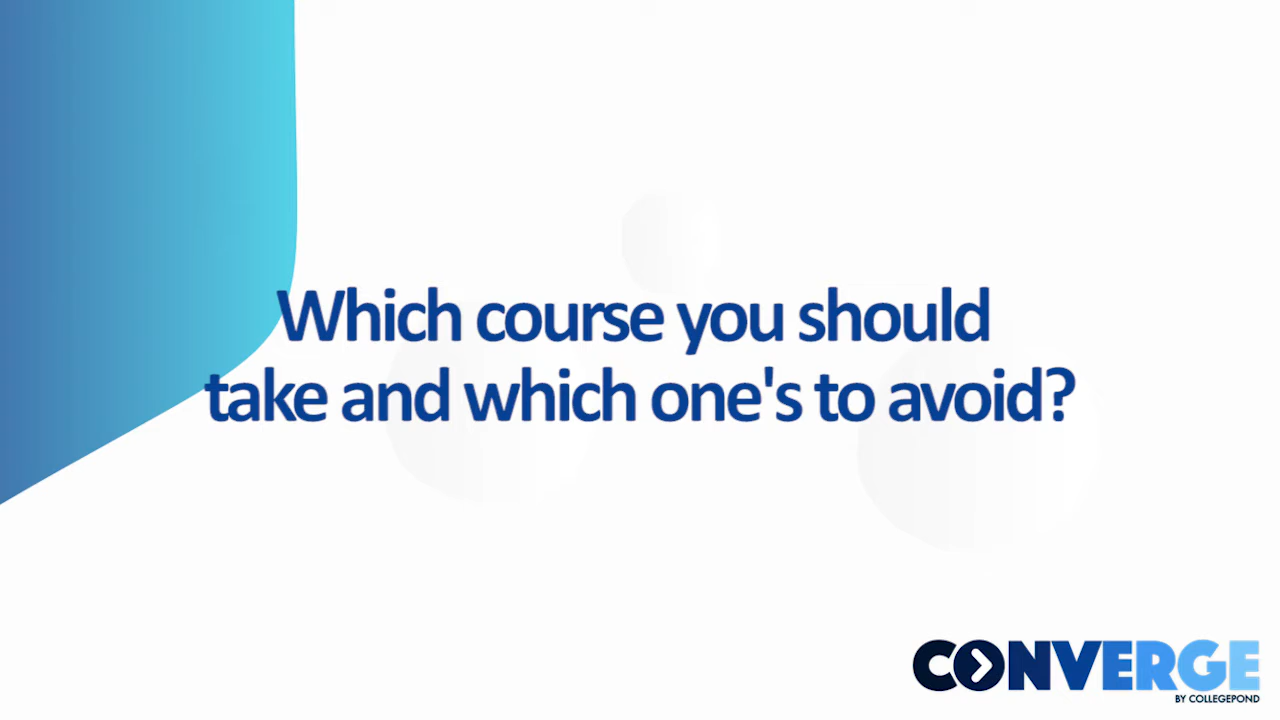 Which course you should
take and which one's to avoid?
CONVERGE
BY COLLEGEPOND